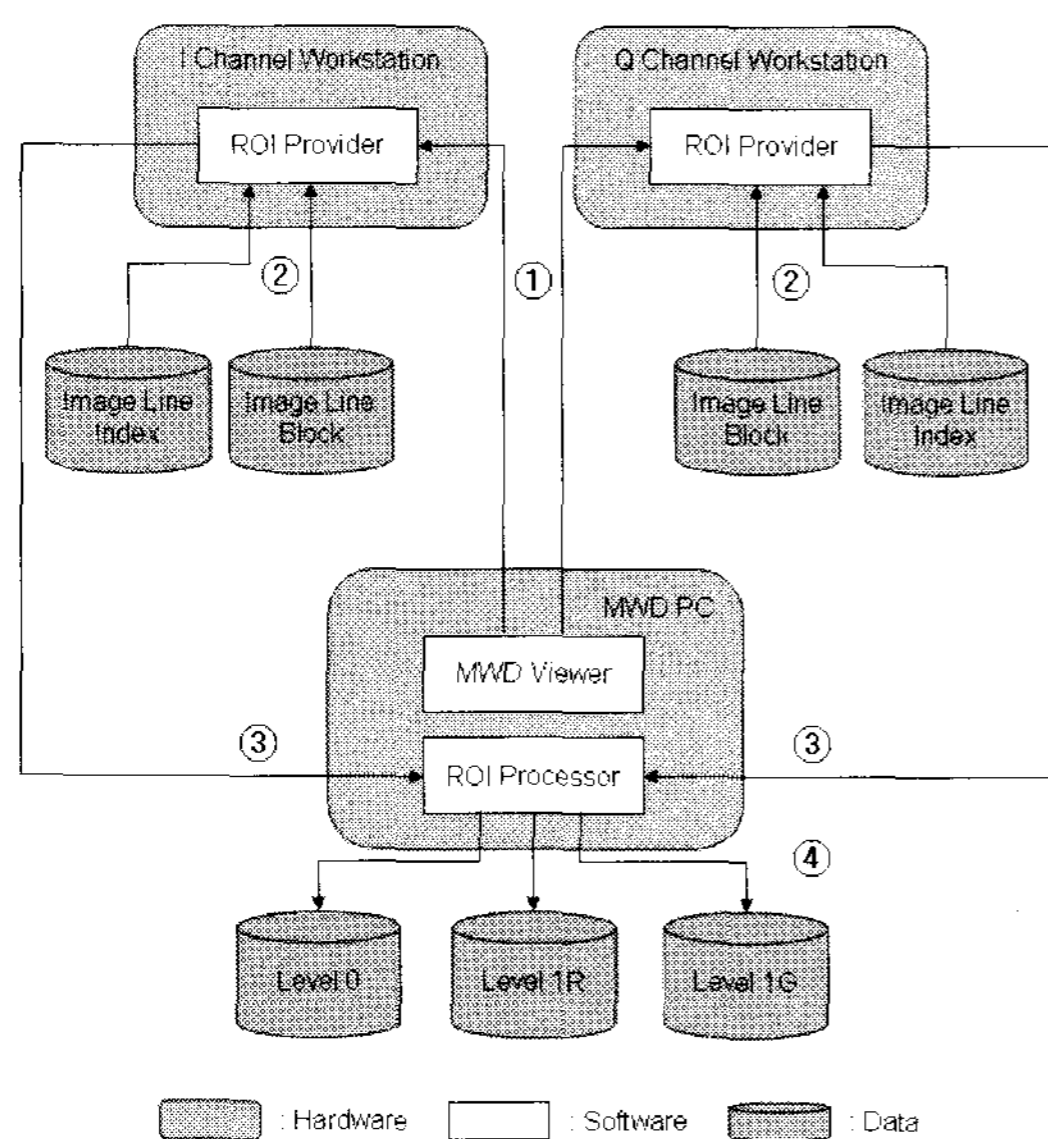 I Channel Workstation
Q Channel Workstation
ROI Provider
ROI Provider
②
①
②
Image Line
Index
Image Line
Block
Image Line
Block
Image Line
Index
MWD PC
MWD Viewer
③
③
ROI Processor
④
Level 0
Level 1R
Level 1G
: Hardware
: Software
: Data